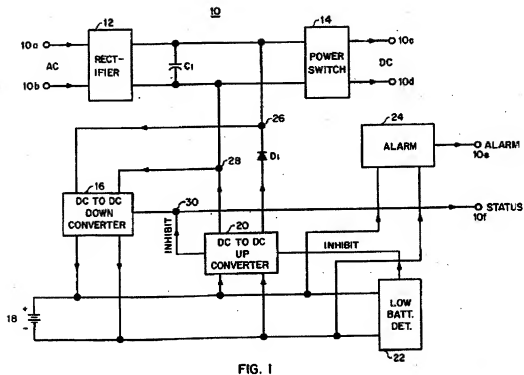 10
12
14
10a
AC
10b
RECT-
IFIER
C1
POWER
SWITCH
10c
DC
10d
24
ALARM
ALARM
10e
26
28
D1
16
DC TO DC
DOWN
CONVERTER
30
STATUS
10f
INHIBIT
20
DC TO DC
UP
CONVERTER
INHIBIT
18
+
-
LOW
BATT.
DET.
22
FIG. 1